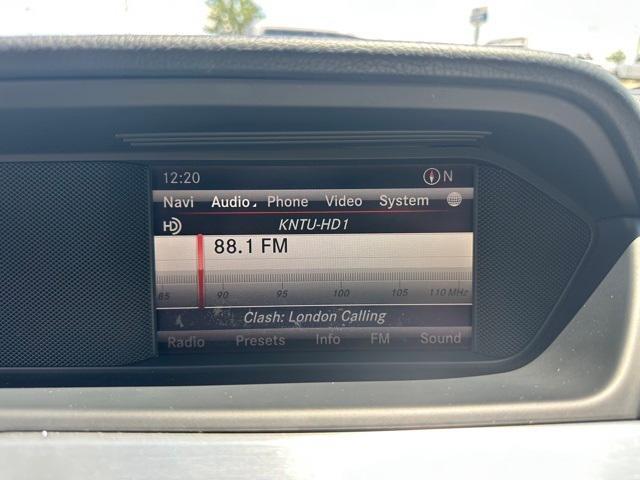 12:20 N
Navi Audio Phone Video System
HD KNTU-HD1
88.1 FM
85 90 95 100 105 110 MHz
Clash: London Calling
Radio Presets Info FM Sound